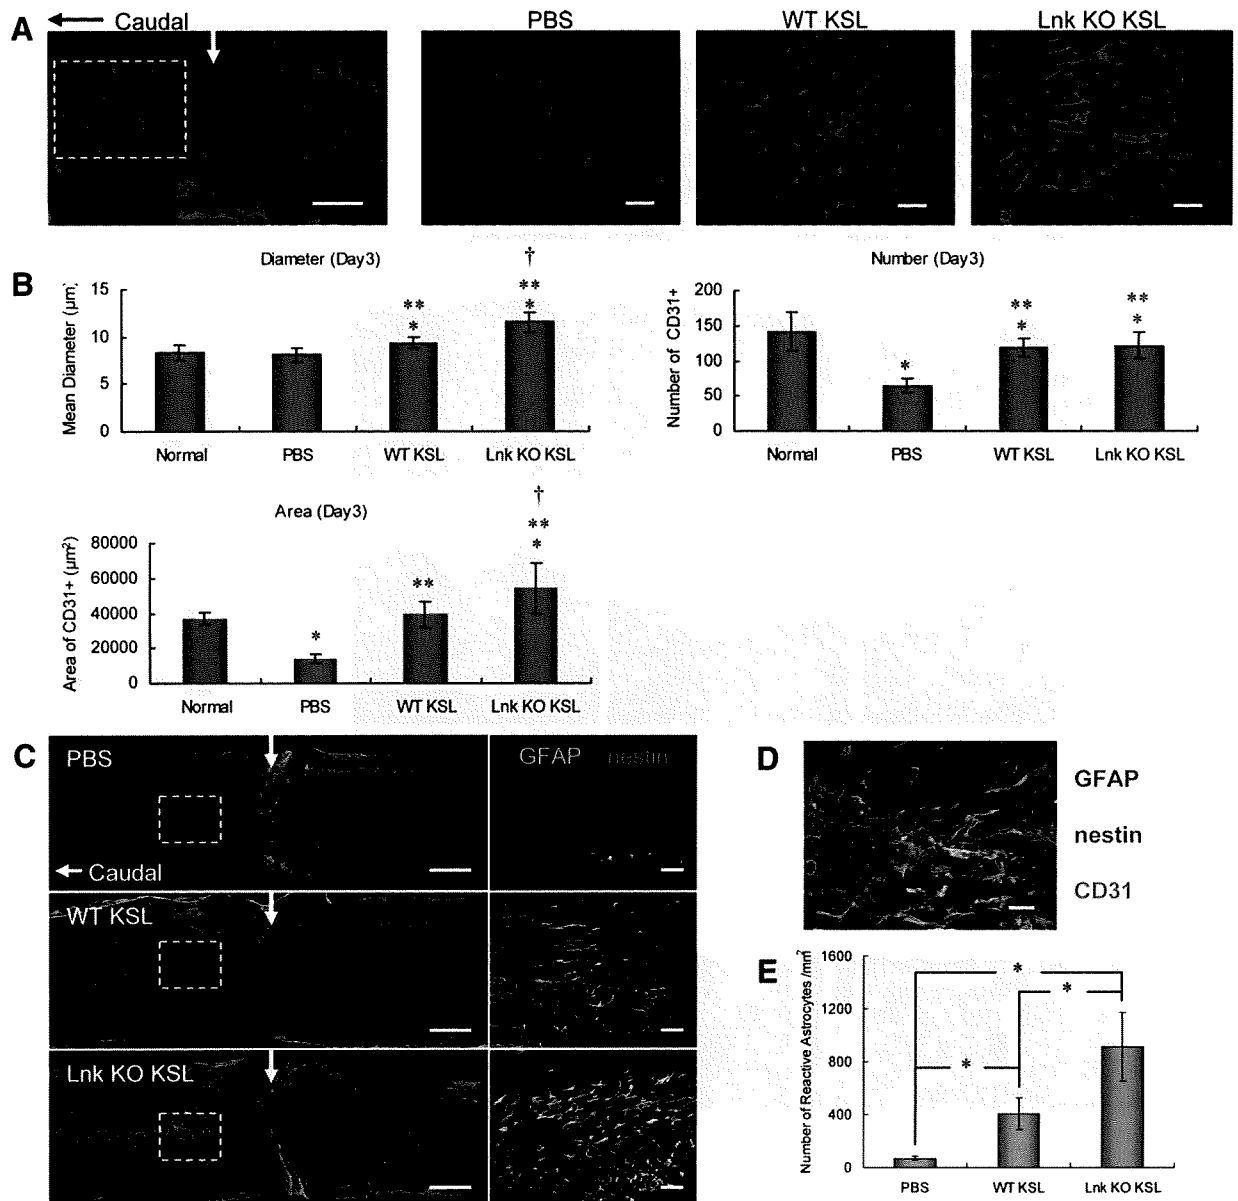 A
Caudal
PBS
WT KSL
Lnk KO KSL
B
Diameter (Day3)
†
**
*
**
*
15
10
5
0
Mean Diameter (µm)
Normal
PBS
WT KSL
Lnk KO KSL
Number (Day3)
**
*
**
*
*
200
150
100
50
0
Number of CD31+
Normal
PBS
WT KSL
Lnk KO KSL
Area (Day3)
†
**
*
**
*
80000
60000
40000
20000
0
Area of CD31+ (µm²)
Normal
PBS
WT KSL
Lnk KO KSL
C
PBS
GFAP nestin
Caudal
WT KSL
Lnk KO KSL
D
GFAP
nestin
CD31
E
1600
1200
800
400
0
Number of Reactive Astrocytes /mm²
*
*
*
PBS
WT KSL
Lnk KO KSL